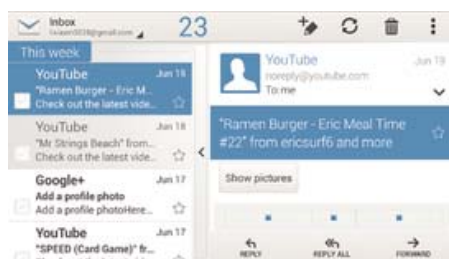 Inbox
23
This week
YouTube Jun 19
"Ramen Burger - Eric M...
Check out the latest vide...
YouTube Jun 18
"Mr Strings Beach" from...
Check out the latest vide...
Google+ Jun 17
Add a profile photo
Add a profile photoHere...
YouTube Jun 17
"SPEED (Card Game)" fr...
YouTube Jun 19
noreply@youtube.com
To me
"Ramen Burger - Eric Meal Time
#22" from ericsurf6 and more
Show pictures
REPLY
REPLY ALL
FORWARD